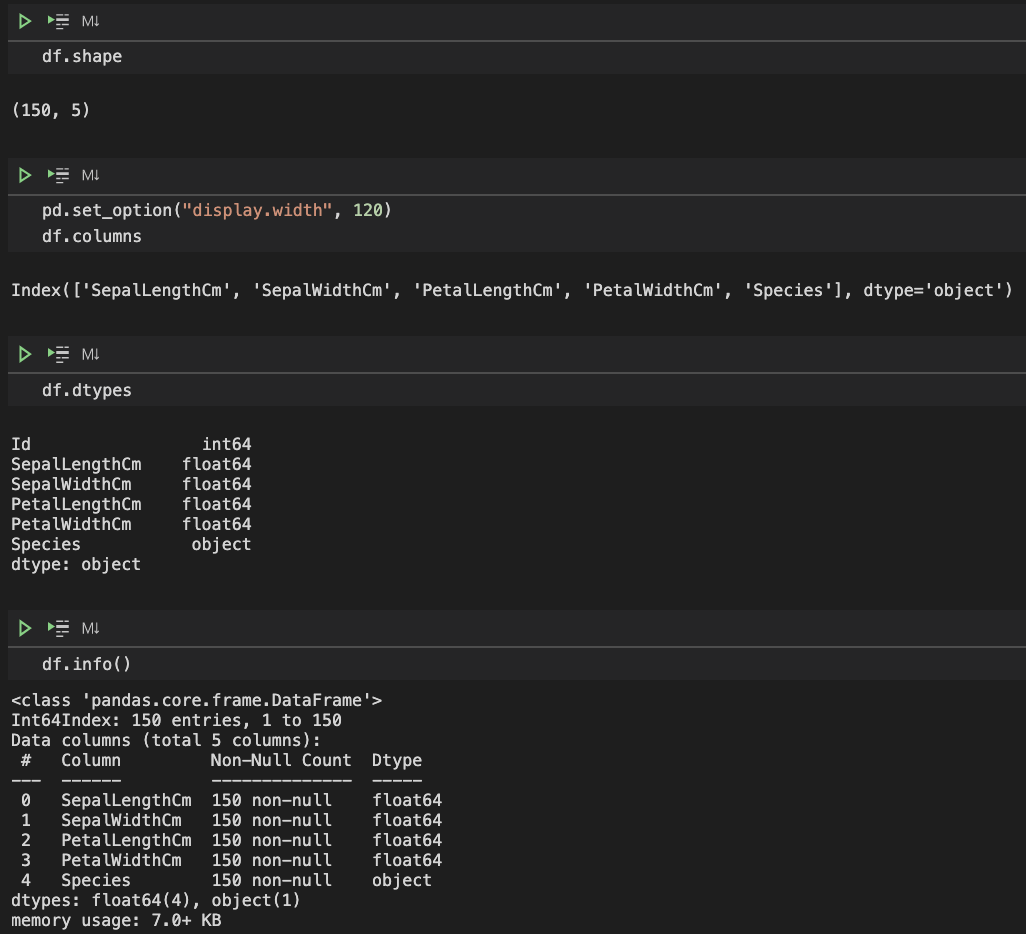 M↓
df.shape
(150, 5)
M↓
pd.set_option("display.width", 120)
df.columns
Index(['SepalLengthCm', 'SepalWidthCm', 'PetalLengthCm', 'PetalWidthCm', 'Species'], dtype='object')
M↓
df.dtypes
Id                 int64
SepalLengthCm    float64
SepalWidthCm     float64
PetalLengthCm    float64
PetalWidthCm     float64
Species           object
dtype: object
M↓
df.info()
<class 'pandas.core.frame.DataFrame'>
Int64Index: 150 entries, 1 to 150
Data columns (total 5 columns):
 #   Column         Non-Null Count  Dtype
---  ------         --------------  -----
 0   SepalLengthCm  150 non-null    float64
 1   SepalWidthCm   150 non-null    float64
 2   PetalLengthCm  150 non-null    float64
 3   PetalWidthCm   150 non-null    float64
 4   Species        150 non-null    object
dtypes: float64(4), object(1)
memory usage: 7.0+ KB